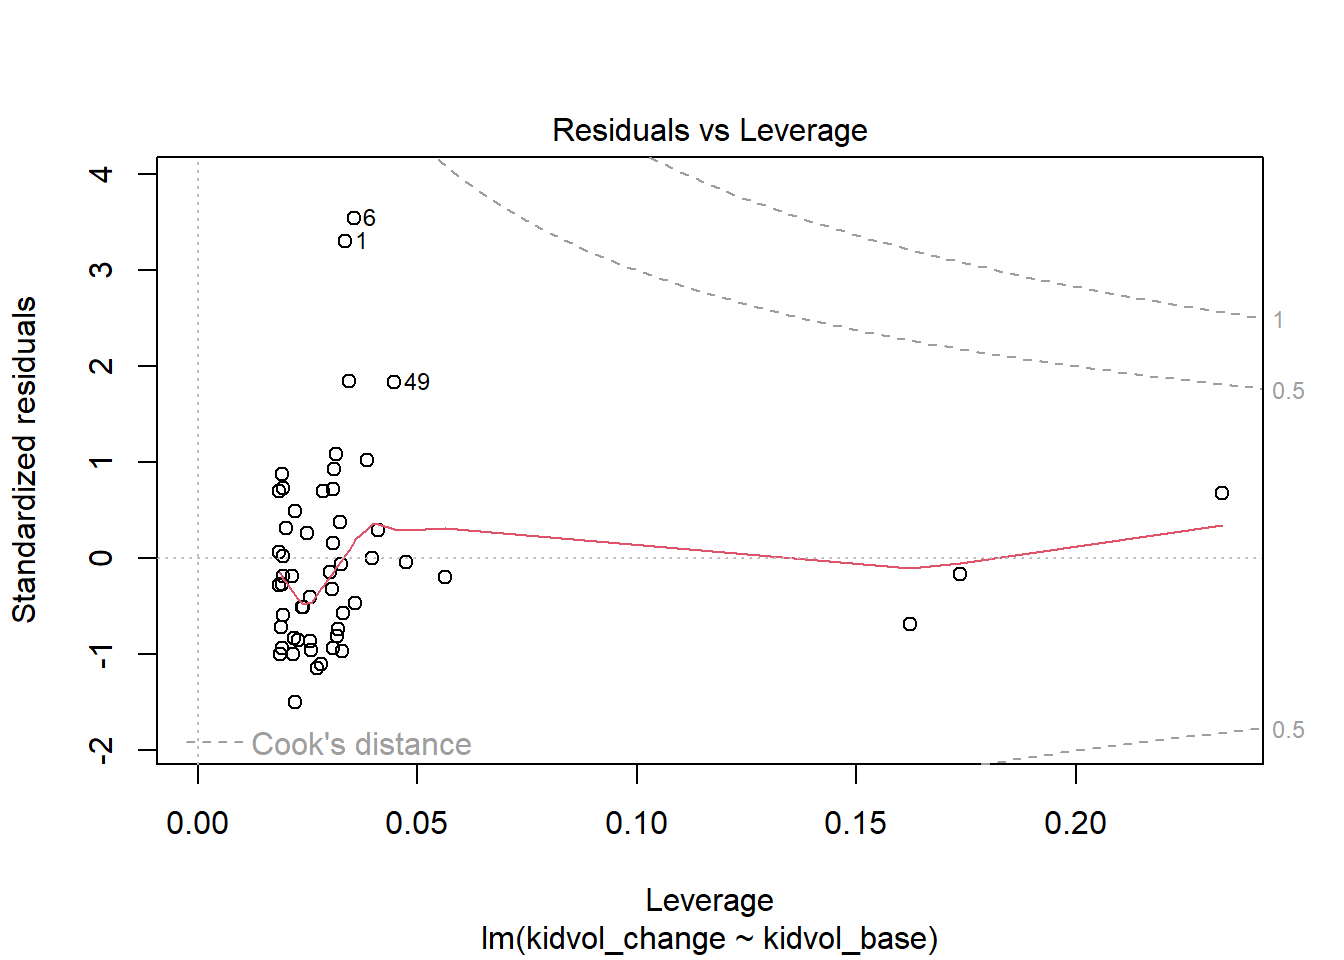 Residuals vs Leverage
Standardized residuals
4
3
2
1
0
-1
-2
6
1
49
1
0.5
0.5
Cook's distance
0.00 0.05 0.10 0.15 0.20
Leverage
lm(kidvol_change ~ kidvol_base)